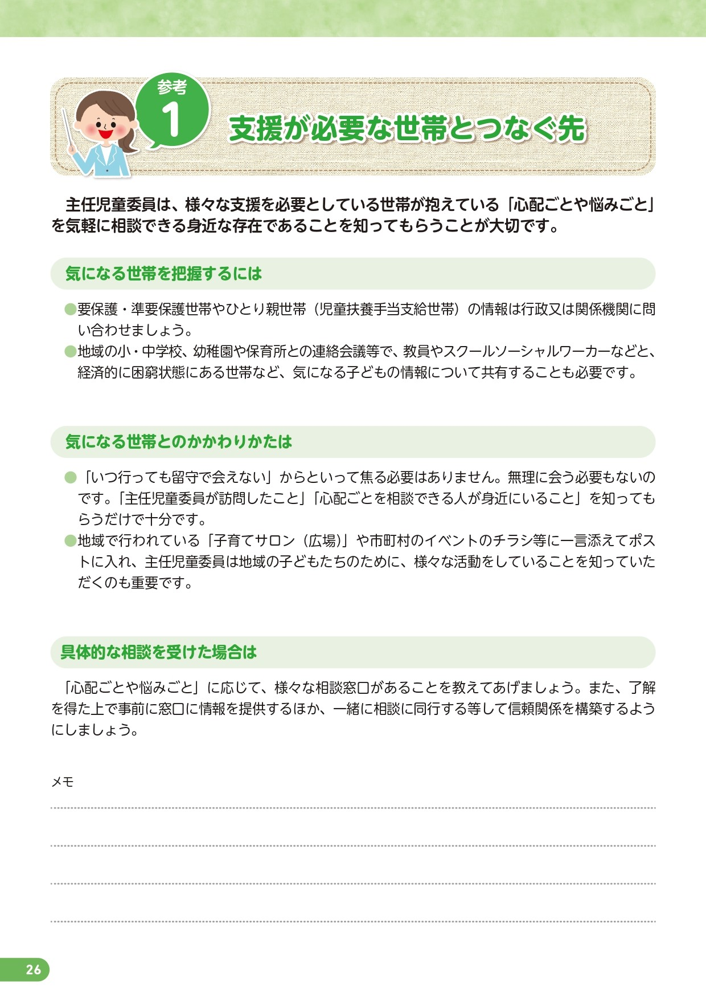 参考
1
支援が必要な世帯とつなぐ先
主任児童委員は、様々な支援を必要としている世帯が抱えている「心配ごとや悩みごと」
を気軽に相談できる身近な存在であることを知ってもらうことが大切です。
気になる世帯を把握するには
●要保護・準要保護世帯やひとり親世帯（児童扶養手当支給世帯）の情報は行政又は関係機関に問
い合わせましょう。
●地域の小・中学校、幼稚園や保育所との連絡会議等で、教員やスクールソーシャルワーカーなどと、
経済的に困窮状態にある世帯など、気になる子どもの情報について共有することも必要です。
気になる世帯とのかかわりかたは
●「いつ行っても留守で会えない」からといって焦る必要はありません。無理に会う必要もないの
です。「主任児童委員が訪問したこと」「心配ごとを相談できる人が身近にいること」を知っても
らうだけで十分です。
●地域で行われている「子育てサロン（広場）」や市町村のイベントのチラシ等に一言添えてポス
トに入れ、主任児童委員は地域の子どもたちのために、様々な活動をしていることを知っていた
だくのも重要です。
具体的な相談を受けた場合は
「心配ごとや悩みごと」に応じて、様々な相談窓口があることを教えてあげましょう。また、了解
を得た上で事前に窓口に情報を提供するほか、一緒に相談に同行する等して信頼関係を構築するよう
にしましょう。
メモ
26